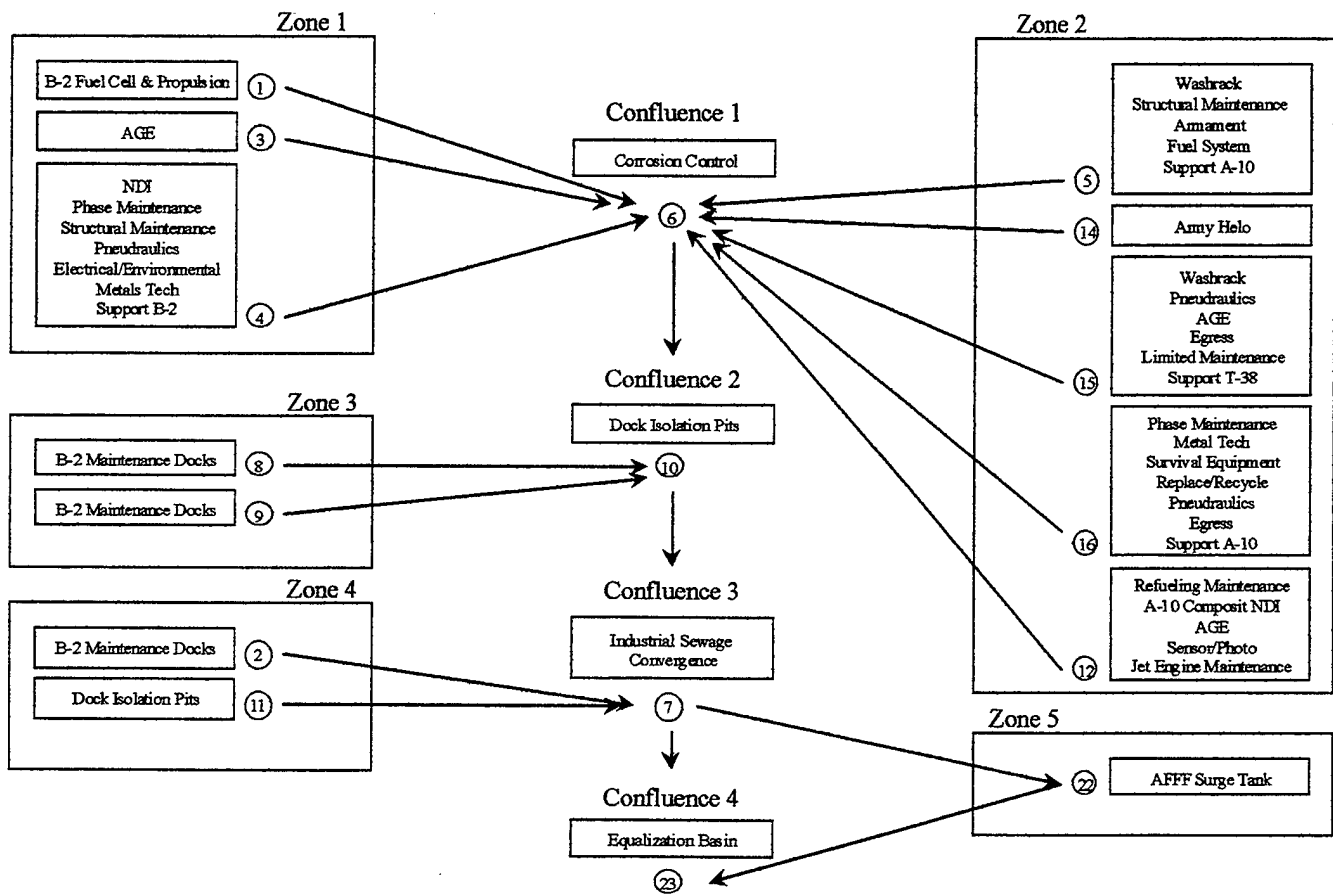 Zone 1
B-2 Fuel Cell & Propulsion
1
AGE
3
NDI
Phase Maintenance
Structural Maintenance
Pneudraulics
Electrical/Environmental
Metals Tech
Support B-2
4
Confluence 1
Corrosion Control
6
Zone 2
Washrack
Structural Maintenance
Armament
Fuel System
Support A-10
5
14
Army Helo
Washrack
Pneudraulics
AGE
Egress
Limited Maintenance
Support T-38
15
Phase Maintenance
Metal Tech
Survival Equipment
Replace/Recycle
Pneudraulics
Egress
Support A-10
16
Refueling Maintenance
A-10 Composit NDI
AGE
Sensor/Photo
Jet Engine Maintenance
12
Zone 3
B-2 Maintenance Docks
8
B-2 Maintenance Docks
9
Confluence 2
Dock Isolation Pits
10
Zone 4
B-2 Maintenance Docks
2
Dock Isolation Pits
11
Confluence 3
Industrial Sewage
Convergence
7
Zone 5
22
AFFF Surge Tank
Confluence 4
Equalization Basin
23